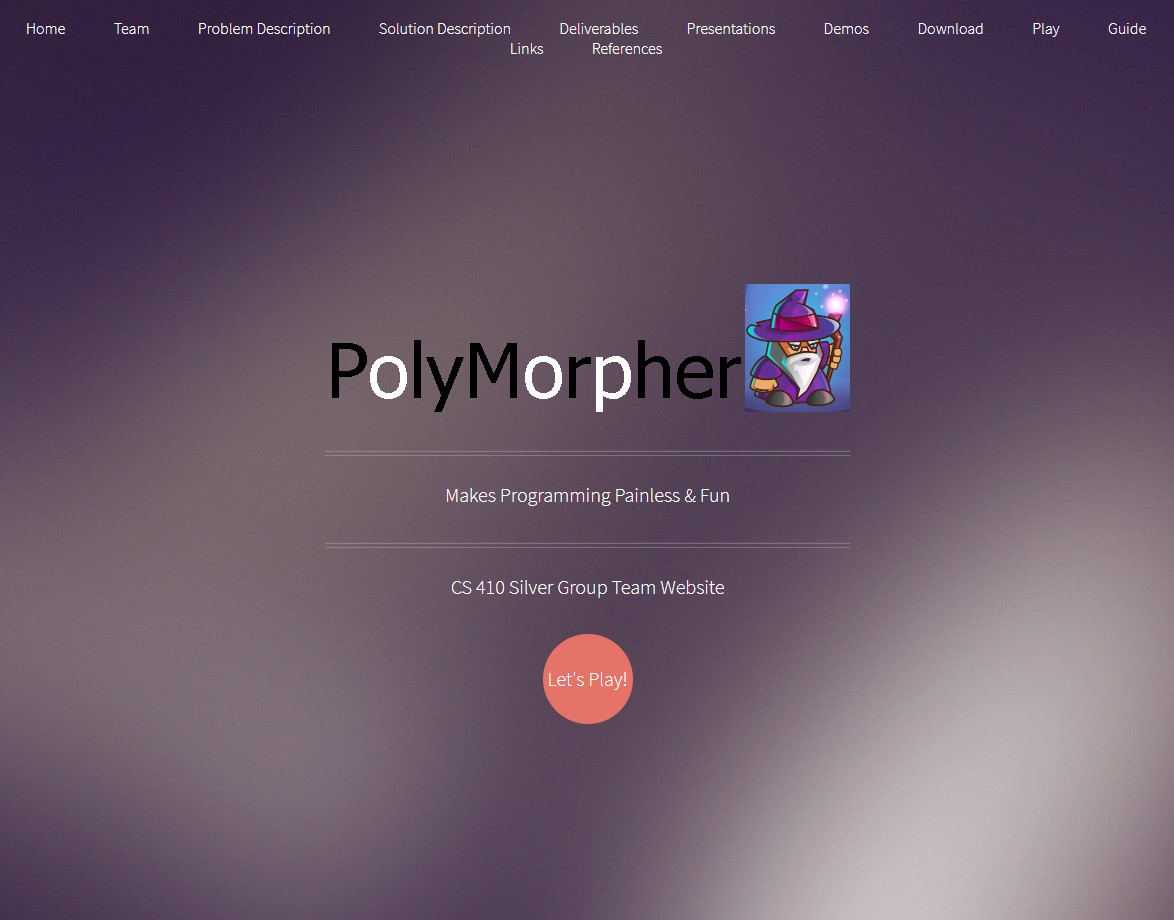 Home Team Problem Description Solution Description Deliverables Presentations Demos Download Play Guide
Links References
PolyMorpher
Makes Programming Painless & Fun
CS 410 Silver Group Team Website
Let's Play!